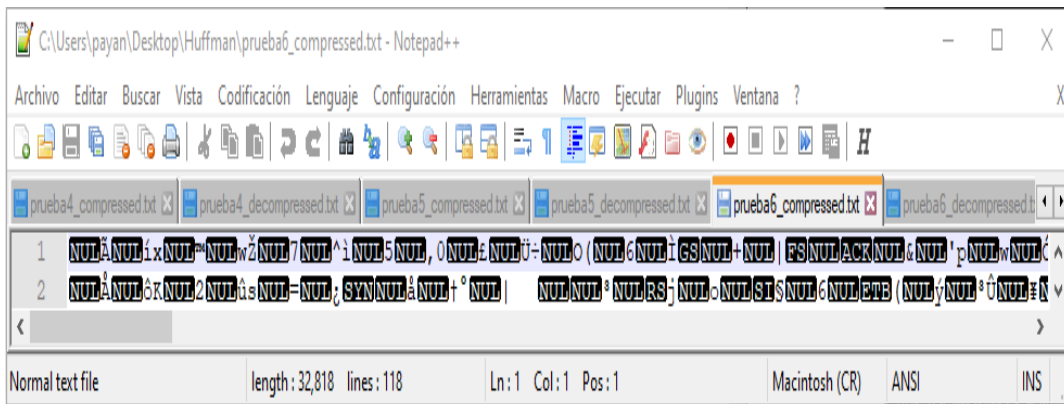 C:\Users\payan\Desktop\Huffman\prueba6_compressed.txt - Notepad++
Archivo Editar Buscar Vista Codificación Lenguaje Configuración Herramientas Macro Ejecutar Plugins Ventana ?
prueba4_compressed.txt prueba4_decompressed.txt prueba5_compressed.txt prueba5_decompressed.txt prueba6_compressed.txt prueba6_decompressed.t
1 NULÃNULíxNUL™NULwŽNUL7NUL^ìNUL5NUL,0NUL£NULÜ÷NULO(NUL6NULÌGSNUL+NUL|FSNULACKNUL&NUL'pNULwNUL
2 NULÅNULôKNUL2NULûsNUL=NUL¿SYNNULåNUL†°NUL| NULNUL³NULRSjNULoNULSI§NUL6NULETB(NULýNUL³ÛNUL¥
Normal text file length : 32,818 lines : 118 Ln : 1 Col : 1 Pos : 1 Macintosh (CR) ANSI INS